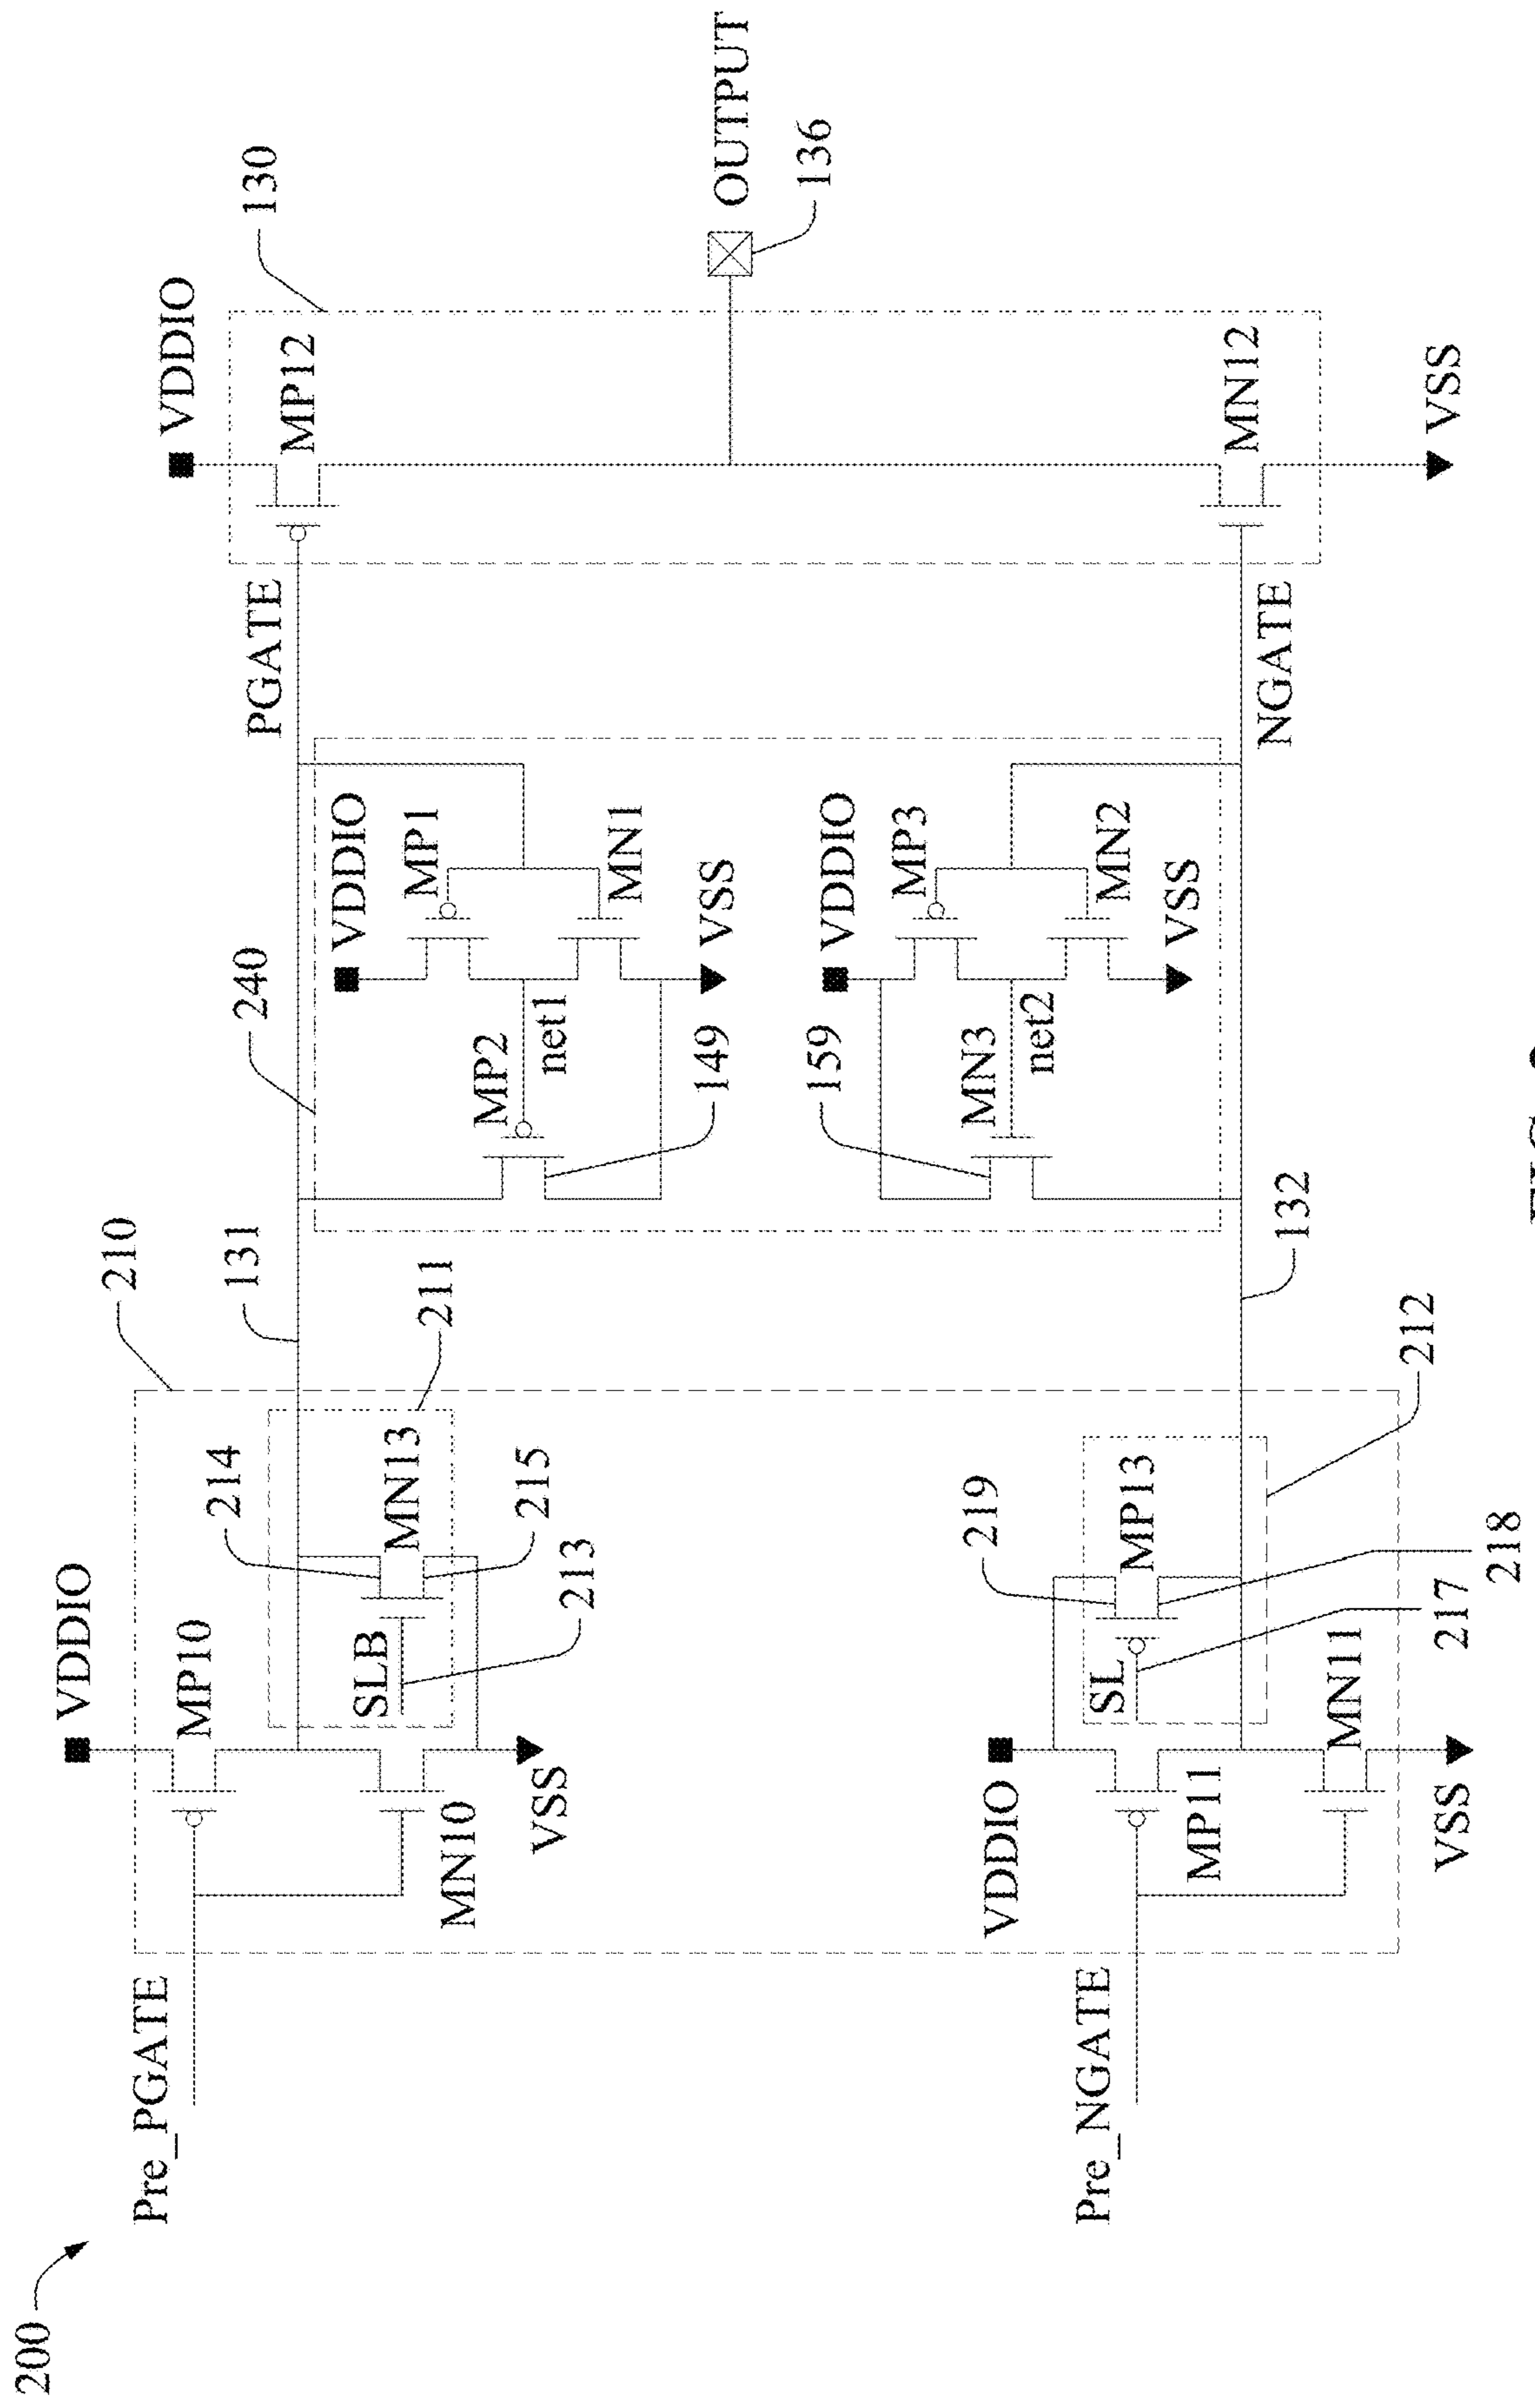 200
210
240
130
VDDIO
VDDIO
Pre_PGATE
MP10
214
131
PGATE
MP12
211
MN13
SLB
215
213
MN10
VSS
VDDIO
MP1
MP2
net1
MN1
149
VSS
OUTPUT
136
159
VDDIO
MP3
MN3
net2
MN2
VSS
VDDIO
Pre_NGATE
219
SL
MP13
MP11
217
218
MN11
VSS
212
132
NGATE
MN12
VSS